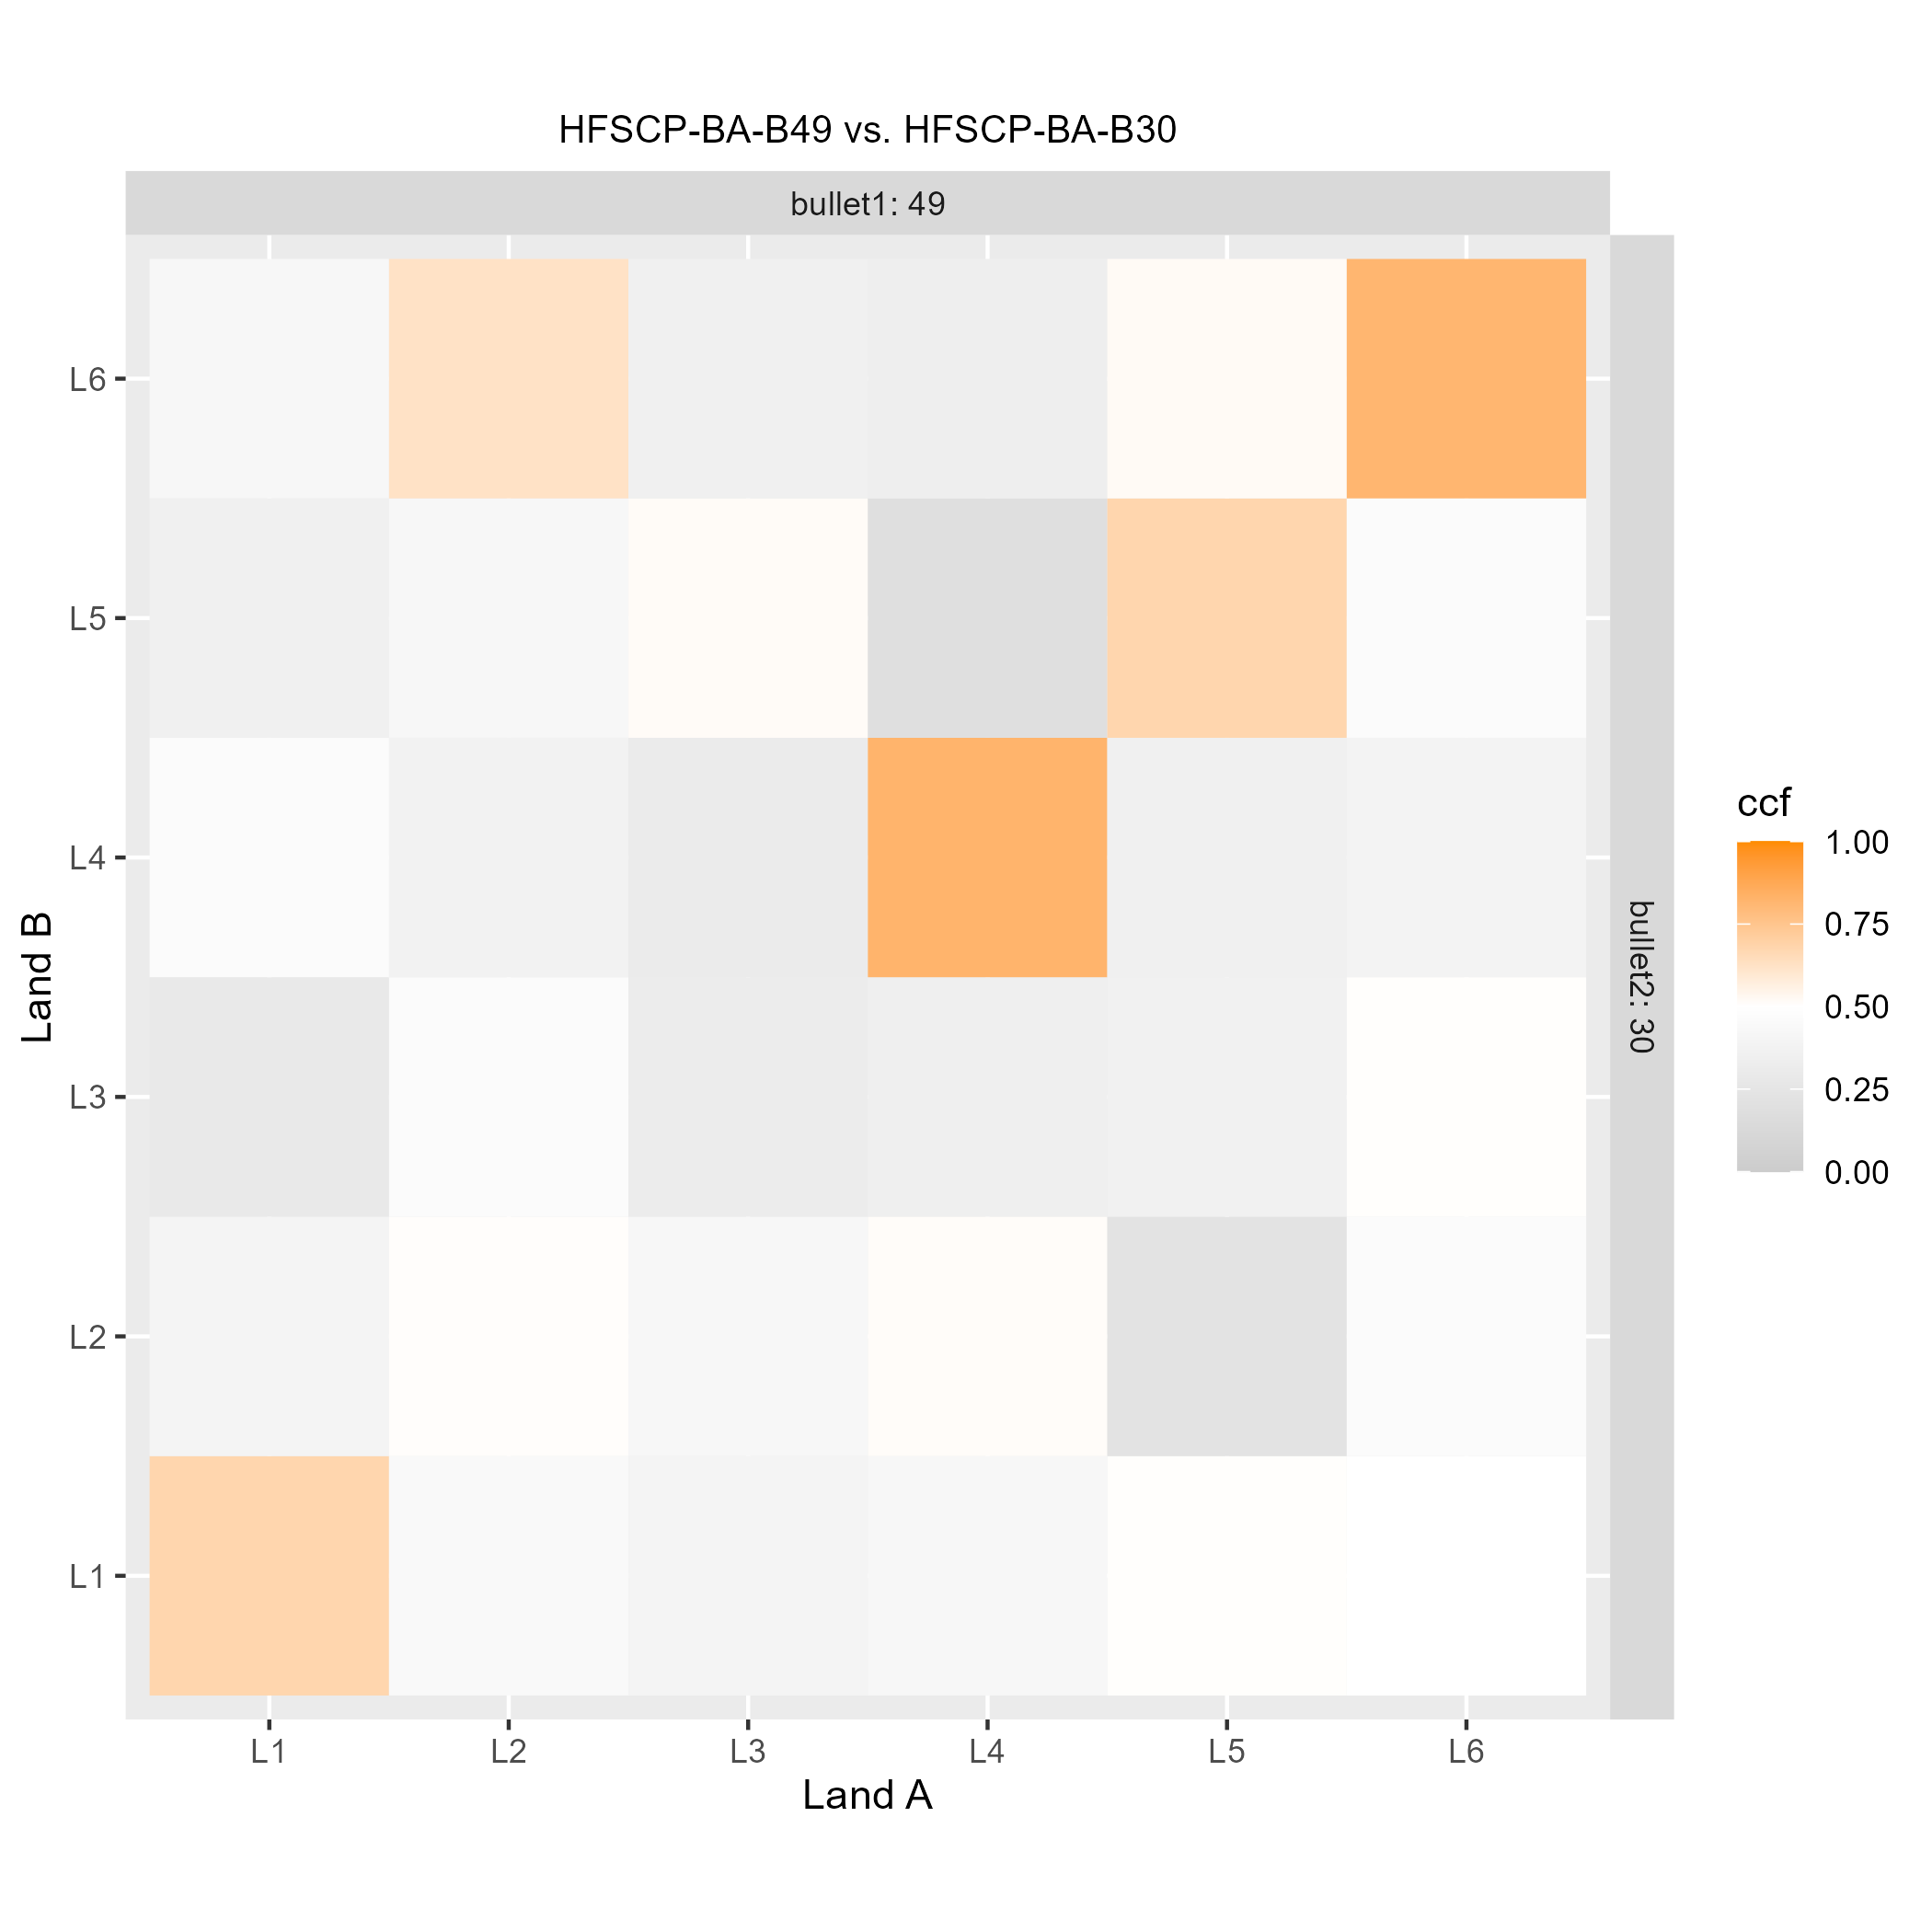 HFSCP-BA-B49 vs. HFSCP-BA-B30
bullet1: 49
L6
L5
L4
L3
L2
L1
Land B
L1 L2 L3 L4 L5 L6
Land A
bullet2: 30
ccf
1.00
0.75
0.50
0.25
0.00